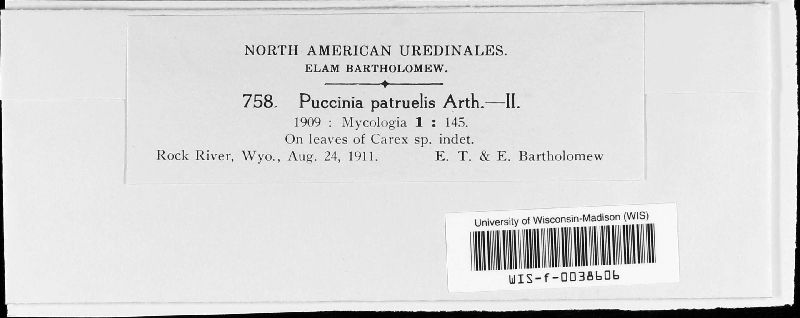 NORTH AMERICAN UREDINALES.
ELAM BARTHOLOMEW.
758. Puccinia patruelis Arth.—II.
1909 : Mycologia 1 : 145.
On leaves of Carex sp. indet.
Rock River, Wyo., Aug. 24, 1911. E. T. & E. Bartholomew
University of Wisconsin-Madison (WIS)
WIS-f-0038606